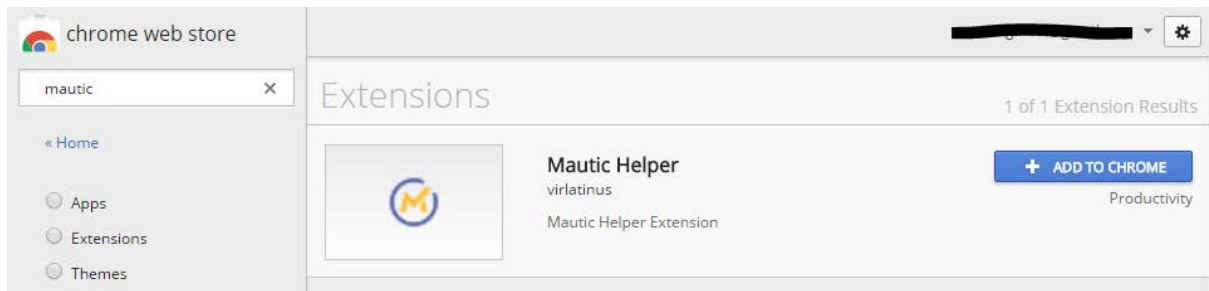 chrome web store
mautic
« Home
Apps
Extensions
Themes
Extensions
1 of 1 Extension Results
Mautic Helper
virlatinus
Mautic Helper Extension
ADD TO CHROME
Productivity